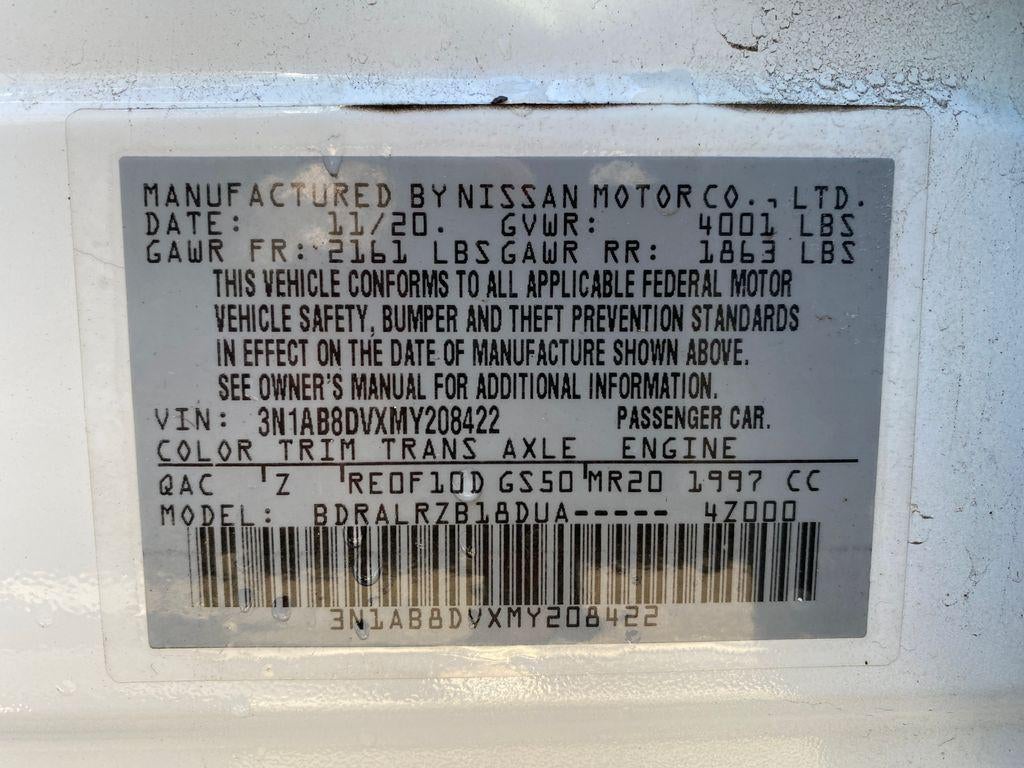 MANUFACTURED BY NISSAN MOTOR CO., LTD.
DATE: 11/20. GVWR: 4001 LBS
GAWR FR: 2161 LBS GAWR RR: 1863 LBS
THIS VEHICLE CONFORMS TO ALL APPLICABLE FEDERAL MOTOR
VEHICLE SAFETY, BUMPER AND THEFT PREVENTION STANDARDS
IN EFFECT ON THE DATE OF MANUFACTURE SHOWN ABOVE.
SEE OWNER'S MANUAL FOR ADDITIONAL INFORMATION.
VIN: 3N1AB8DVXMY208422 PASSENGER CAR.
COLOR TRIM TRANS AXLE ENGINE
QAC Z RE0F10D GS50 MR20 1997 CC
MODEL: BDRALRZB18DUA----- 4Z000
3N1AB8DVXMY208422